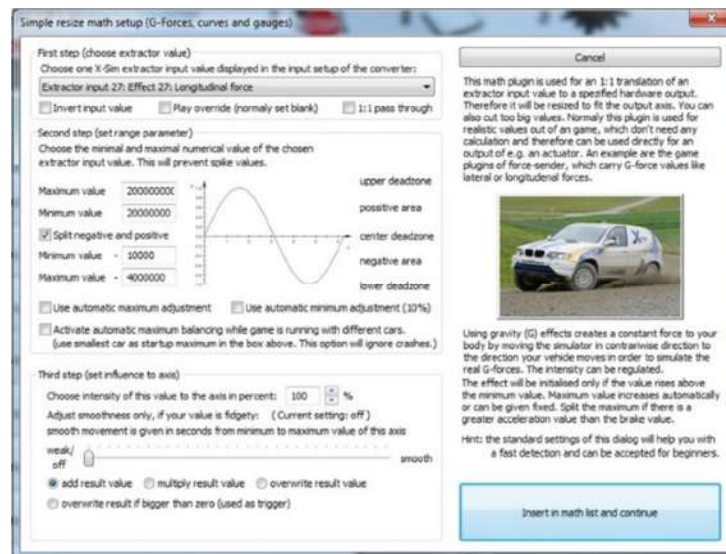 Simple resize math setup (G-Forces, curves and gauges)
First step (choose extractor value)
Choose one X-Sim extractor input value displayed in the input setup of the converter:
Extractor input 27: Effect 27: Longitudinal force
Invert input value Play override (normaly set blank) 1:1 pass through
Second step (set range parameter)
Choose the minimal and maximal numerical value of the chosen
extractor input value. This will prevent spike values.
Maximum value 20000000
Minimum value 20000000
Split negative and positive
Minimum value - 10000
Maximum value - 4000000
upper deadzone
possitive area
center deadzone
negative area
lower deadzone
Use automatic maximum adjustment Use automatic minimum adjustment (10%)
Activate automatic maximum balancing while game is running with different cars.
(use smallest car as startup maximum in the box above. This option will ignore crashes.)
Third step (set influence to axis)
Choose intensity of this value to the axis in percent: 100 %
Adjust smoothness only, if your value is fidgety: (Current setting: off )
smooth movement is given in seconds from minimum to maximum value of this axis
weak/
off
smooth
add result value multiply result value overwrite result value
overwrite result if bigger than zero (used as trigger)
Cancel
This math plugin is used for an 1:1 translation of an
extractor input value to a spezified hardware output.
Therefore it will be resized to fit the output axis. You can
also cut too big values. Normaly this plugin is used for
realistic values out of an game, which don't need any
calculation and therefore can be used directly for an
output of e.g. an actuator. An example are the game
plugins of force-sender, which carry G-force values like
lateral or longitudenal forces.
Using gravity (G) effects creates a constant force to your
body by moving the simulator in contrariwise direction to
the direction your vehicle moves in order to simulate the
real G-forces. The intensity can be regulated.
The effect will be initialised only if the value rises above
the minimum value. Maximum value increases automatically
or can be given fixed. Split the maximum if there is a
greater acceleration value than the brake value.
Hint: the standard settings of this dialog will help you with
a fast detection and can be accepted for beginners.
Insert in math list and continue